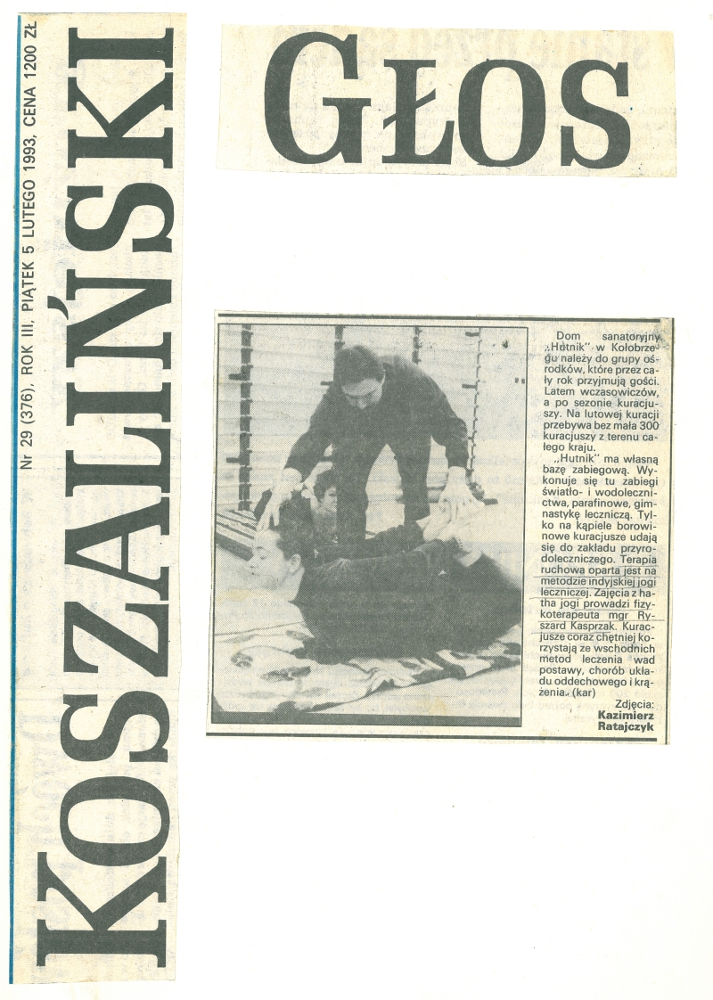 GŁOS
KOSZALIŃSKI
Nr 29 (376), ROK III, PIĄTEK 5 LUTEGO 1993, CENA 1200 ZŁ
Dom sanatoryjny
„Hutnik” w Kołobrze-
gu należy do grupy oś-
rodków, które przez ca-
ły rok przyjmują gości.
Latem wczasowiczów,
a po sezonie kuracju-
szy. Na lutowej kuracji
przebywa bez mała 300
kuracjuszy z terenu ca-
łego kraju.
„Hutnik” ma własną
bazę zabiegową. Wy-
konuje się tu zabiegi
światło- i wodoleczni-
ctwa, parafinowe, gim-
nastykę leczniczą. Tyl-
ko na kąpiele borowi-
nowe kuracjusze udają
się do zakładu przyro-
doleczniczego. Terapia
ruchowa oparta jest na
metodzie indyjskiej jogi
leczniczej. Zajęcia z ha-
tha jogi prowadzi fizy-
koterapeuta mgr Ry-
szard Kasprzak. Kurac-
jusze coraz chętniej ko-
rzystają ze wschodnich
metod leczenia wad
postawy, chorób ukła-
du oddechowego i krą-
żenia. (kar)
Zdjęcia:
Kazimierz
Ratajczyk